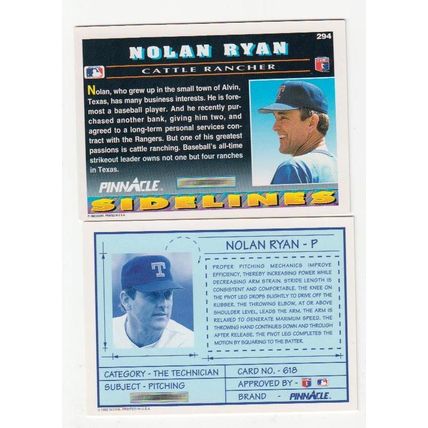 NOLAN RYAN
294
CATTLE RANCHER
Nolan, who grew up in the small town of Alvin,
Texas, has many business interests. He is fore-
most a baseball player. And he recently pur-
chased another bank, giving him two, and
agreed to a long-term personal services con-
tract with the Rangers. But one of his greatest
passions is cattle ranching. Baseball's all-time
strikeout leader owns not one but four ranches
in Texas.
PINNACLE
SIDELINES
NOLAN RYAN - P
PROPER PITCHING MECHANICS IMPROVE
EFFICIENCY, THEREBY INCREASING POWER WHILE
DECREASING ARM STRAIN. STRIDE LENGTH IS
CONSISTENT AND COMFORTABLE. THE KNEE ON
THE PIVOT LEG DROPS SLIGHTLY TO DRIVE OFF THE
RUBBER. THE THROWING ELBOW, AT OR ABOVE
SHOULDER LEVEL, LEADS THE ARM. THE ARM IS
RELAXED TO GENERATE MAXIMUM SPEED. THE
THROWING HAND CONTINUES DOWN AND THROUGH
AFTER RELEASE. THE PIVOT LEG COMPLETES THE
MOTION BY SQUARING TO THE BATTER.
T
CATEGORY - THE TECHNICIAN
SUBJECT - PITCHING
CARD NO. - 618
APPROVED BY -
BRAND - PINNACLE